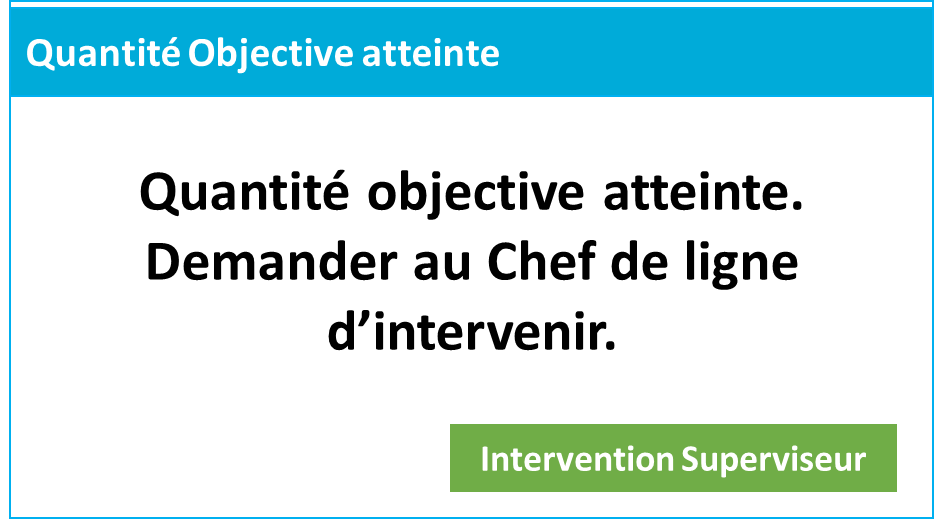 Quantité Objective atteinte
Quantité objective atteinte.
Demander au Chef de ligne
d’intervenir.
Intervention Superviseur